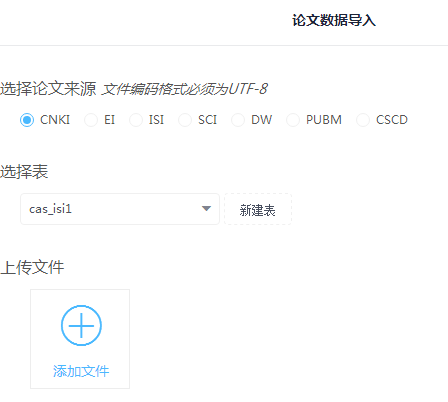 论文数据导入
选择论文来源 文件编码格式必须为UTF-8
CNKI EI ISI SCI DW PUBM CSCD
选择表
cas_isi1 新建表
上传文件
添加文件